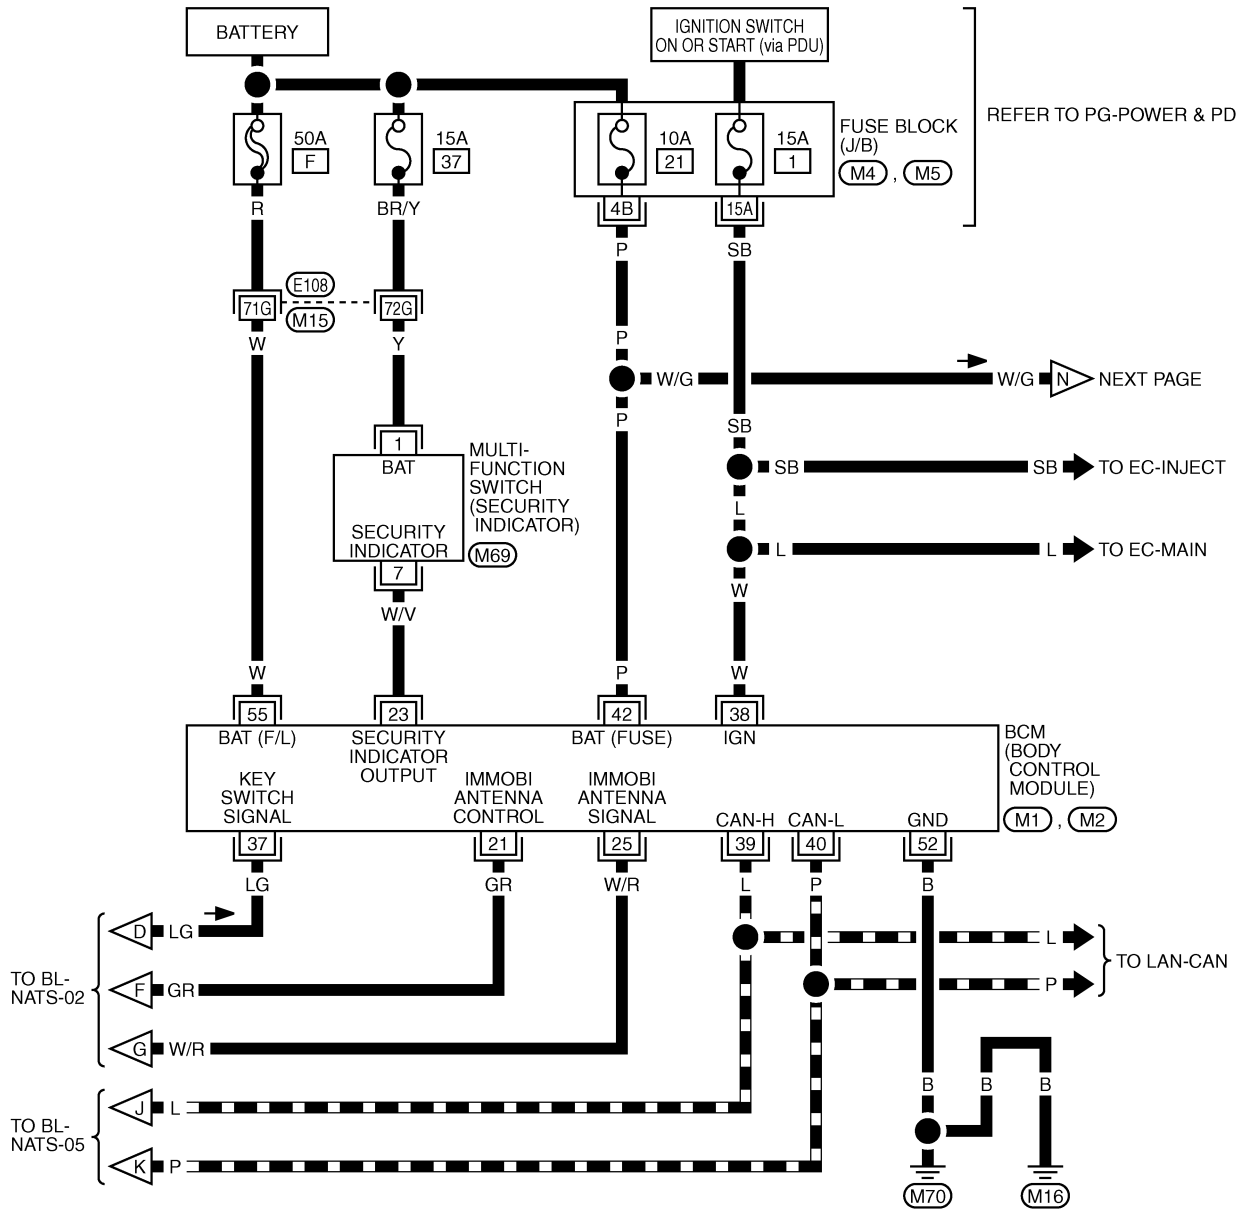 BATTERY
IGNITION SWITCH
ON OR START (via PDU)
REFER TO PG-POWER & PD
50A
F
15A
37
10A
21
15A
1
FUSE BLOCK
(J/B)
M4 , M5
R
BR/Y
4B
15A
P
SB
E108
71G
72G
M15
W
Y
P
W/G
W/G
N
NEXT PAGE
P
SB
1
BAT
MULTI-
FUNCTION
SWITCH
(SECURITY
INDICATOR)
SB
SB
TO EC-INJECT
L
SECURITY
INDICATOR
M69
L
L
TO EC-MAIN
7
W
W/V
W
P
W
55
23
42
38
BAT (F/L)
SECURITY
INDICATOR
OUTPUT
BAT (FUSE)
IGN
BCM
(BODY
CONTROL
MODULE)
M1 , M2
KEY
SWITCH
SIGNAL
IMMOBI
ANTENNA
CONTROL
IMMOBI
ANTENNA
SIGNAL
CAN-H
CAN-L
GND
37
21
25
39
40
52
LG
GR
W/R
L
P
B
D
LG
L
TO LAN-CAN
TO BL-
NATS-02
F
GR
P
G
W/R
B
B
B
J
L
TO BL-
NATS-05
K
P
M70
M16